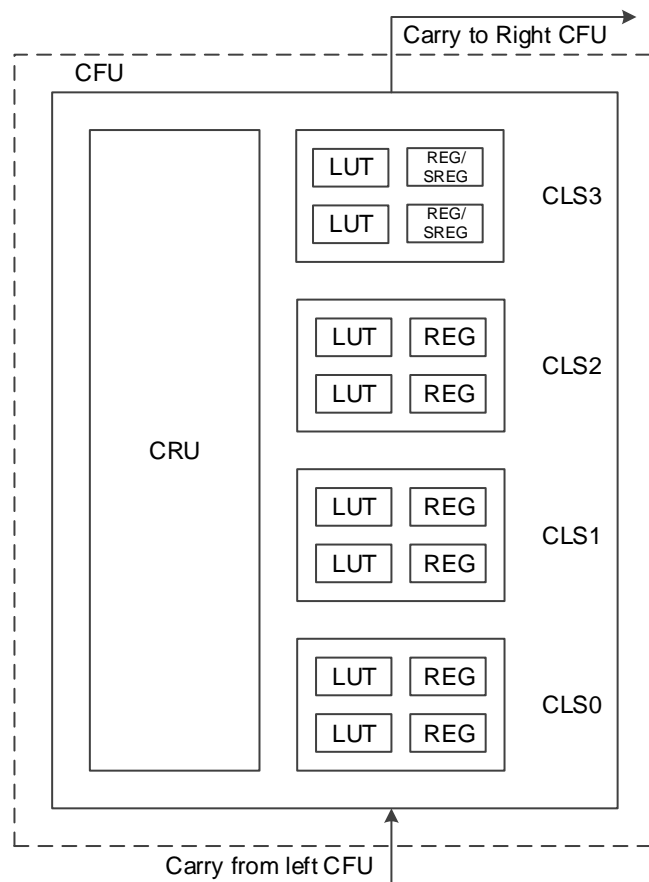 Carry to Right CFU
CFU
LUT
REG/
SREG
LUT
REG/
SREG
CLS3
LUT
REG
LUT
REG
CLS2
CRU
LUT
REG
LUT
REG
CLS1
LUT
REG
LUT
REG
CLS0
Carry from left CFU